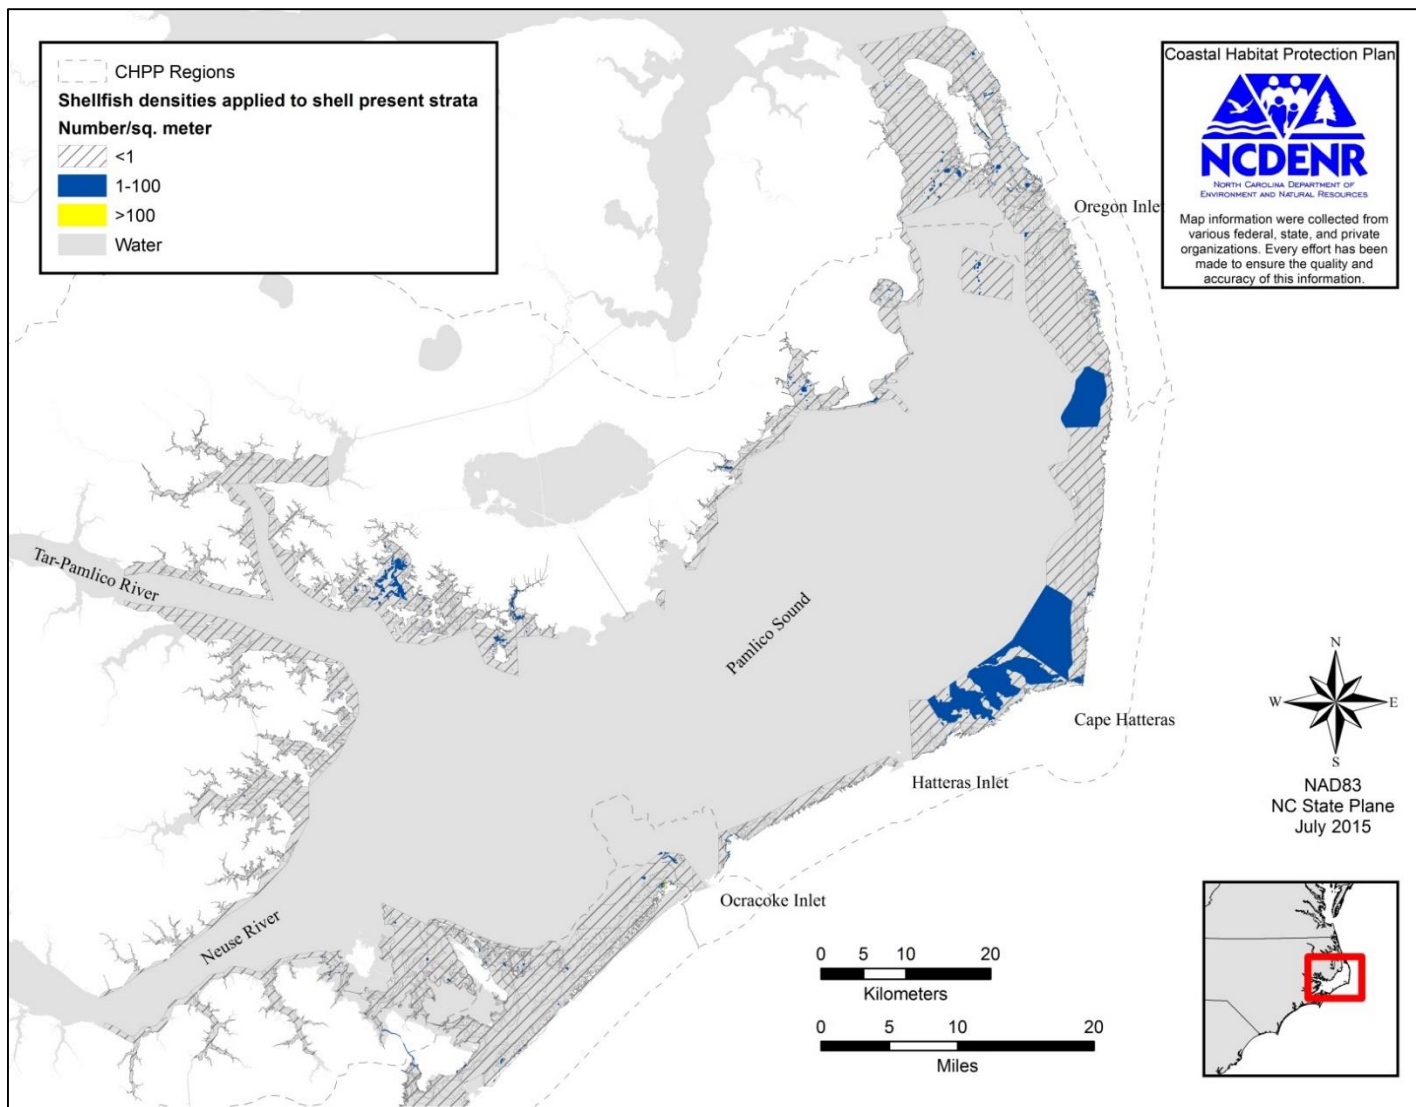 CHPP Regions
Shellfish densities applied to shell present strata
Number/sq. meter
<1
1-100
>100
Water
Coastal Habitat Protection Plan
NCDENR
North Carolina Department of
Environment and Natural Resources
Map information were collected from
various federal, state, and private
organizations. Every effort has been
made to ensure the quality and
accuracy of this information.
Oregon Inlet
Tar-Pamlico River
Pamlico Sound
Cape Hatteras
Hatteras Inlet
Ocracoke Inlet
Neuse River
N
W
E
S
NAD83
NC State Plane
July 2015
0 5 10 20
Kilometers
0 5 10 20
Miles